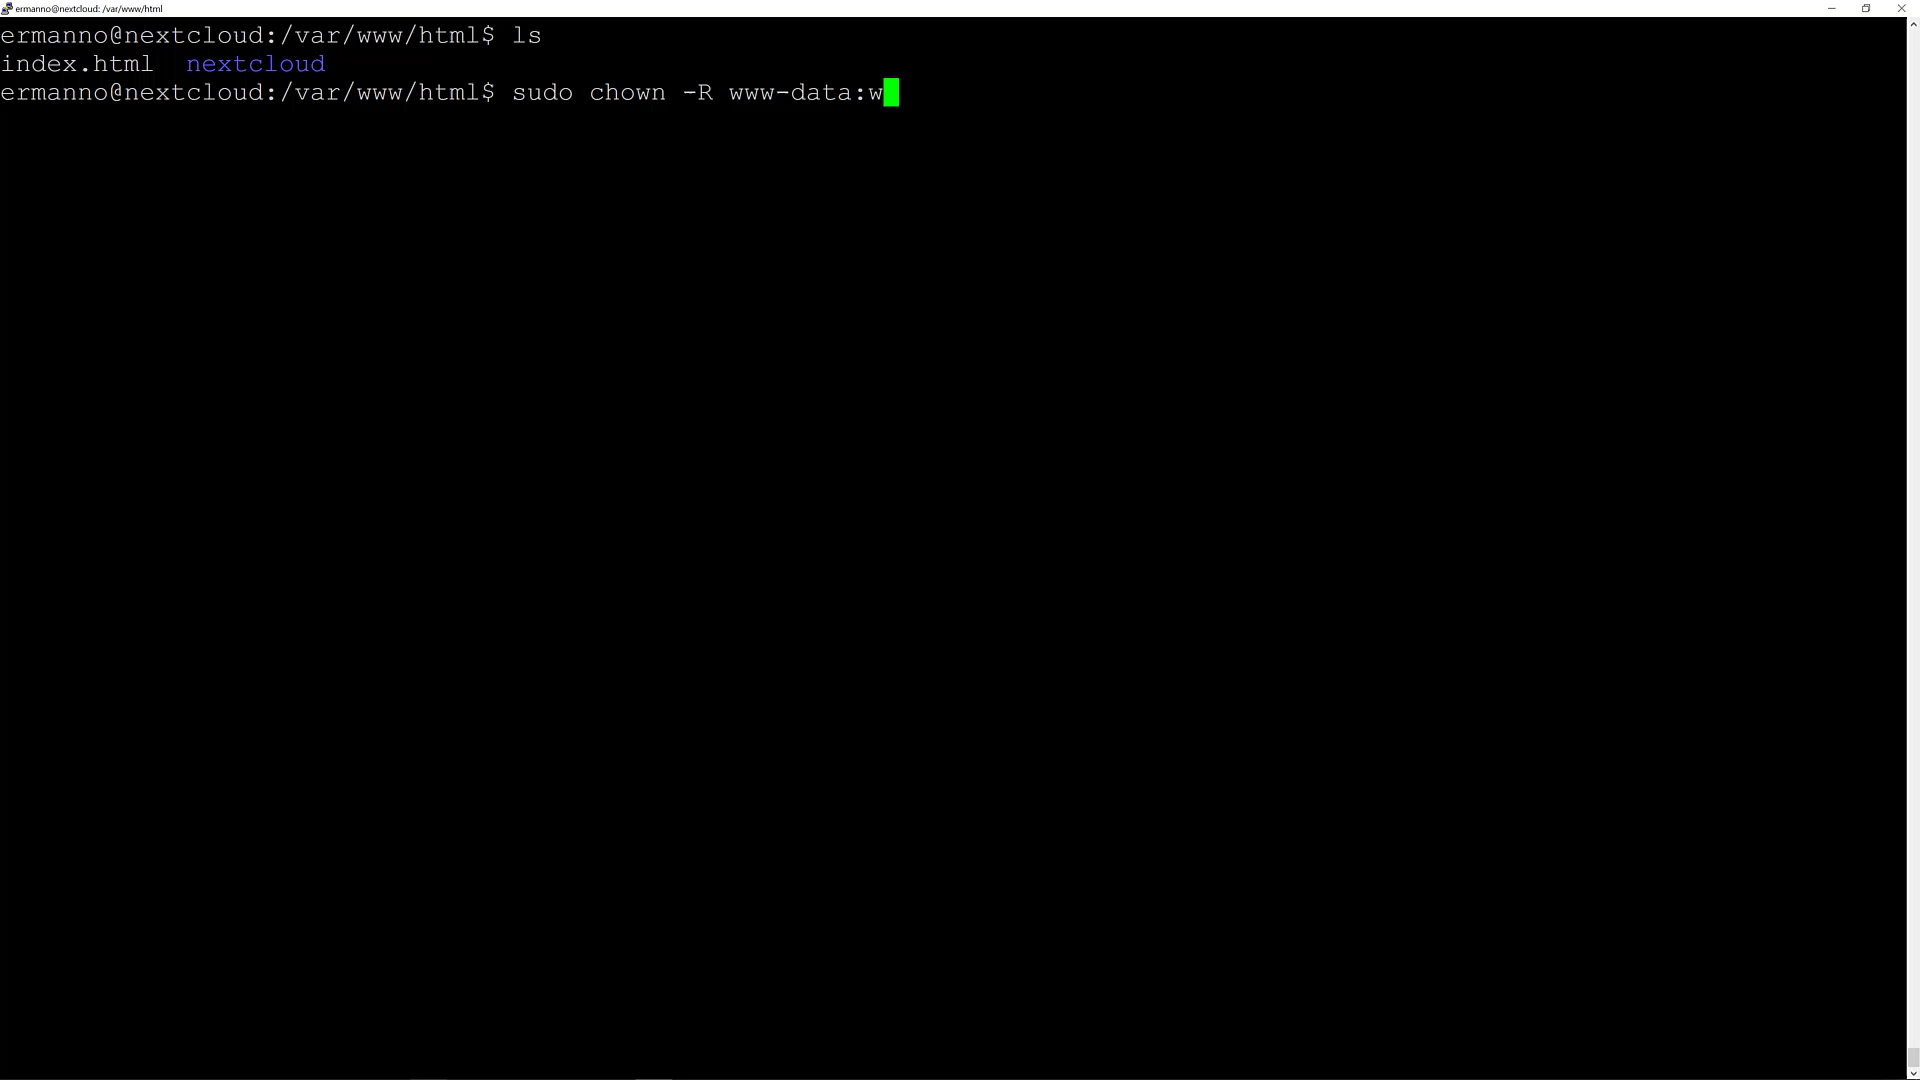 ermanno@nextcloud: /var/www/html
ermanno@nextcloud:/var/www/html$ ls
index.html  nextcloud
ermanno@nextcloud:/var/www/html$ sudo chown -R www-data:w